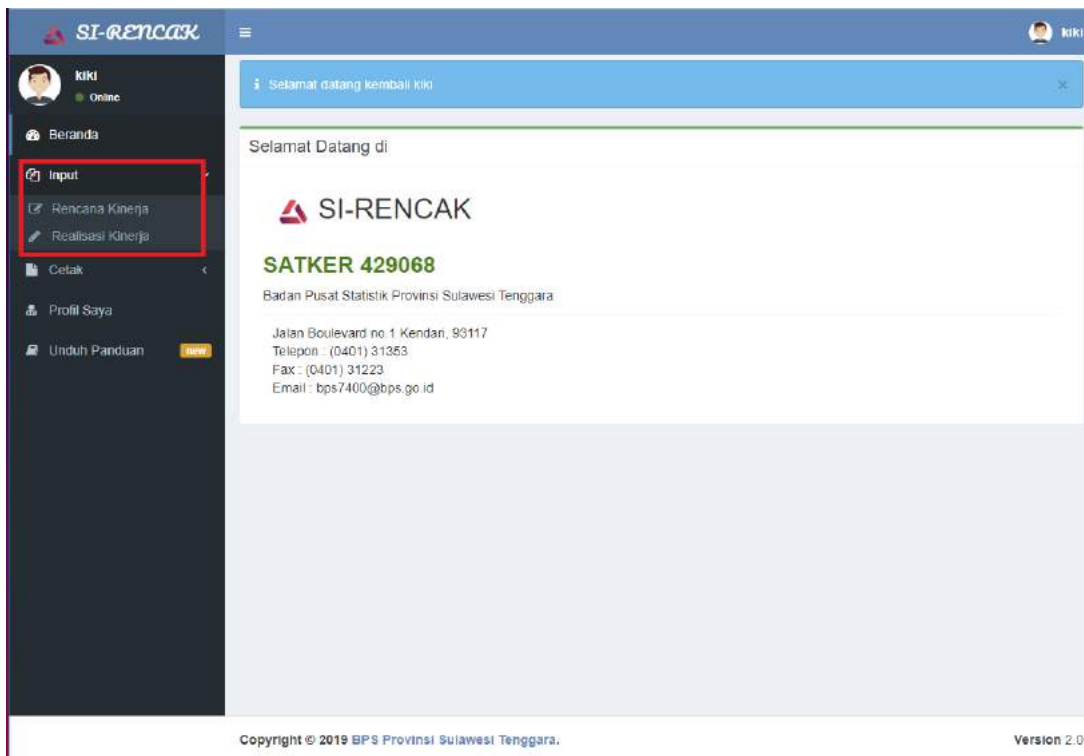 SI-RENCAK
kiki
kiki
Online
i Selamat datang kembali kiki ×
Beranda
Selamat Datang di
Input
Rencana Kinerja
Realisasi Kinerja
SI-RENCAK
SATKER 429068
Cetak
Badan Pusat Statistik Provinsi Sulawesi Tenggara
Profil Saya
Jalan Boulevard no.1 Kendari, 93117
Telepon : (0401) 31353
Unduh Panduan new
Fax : (0401) 31223
Email : bps7400@bps.go.id
Copyright © 2019 BPS Provinsi Sulawesi Tenggara.
Version 2.0